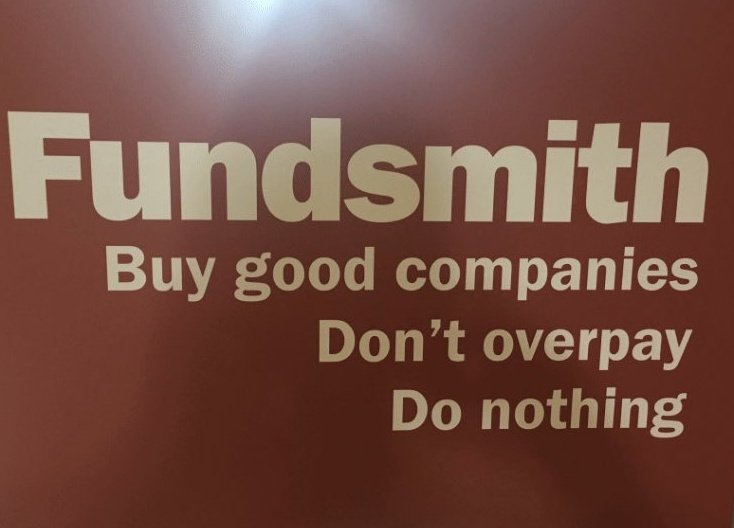 Fundsmith
Buy good companies
Don’t overpay
Do nothing